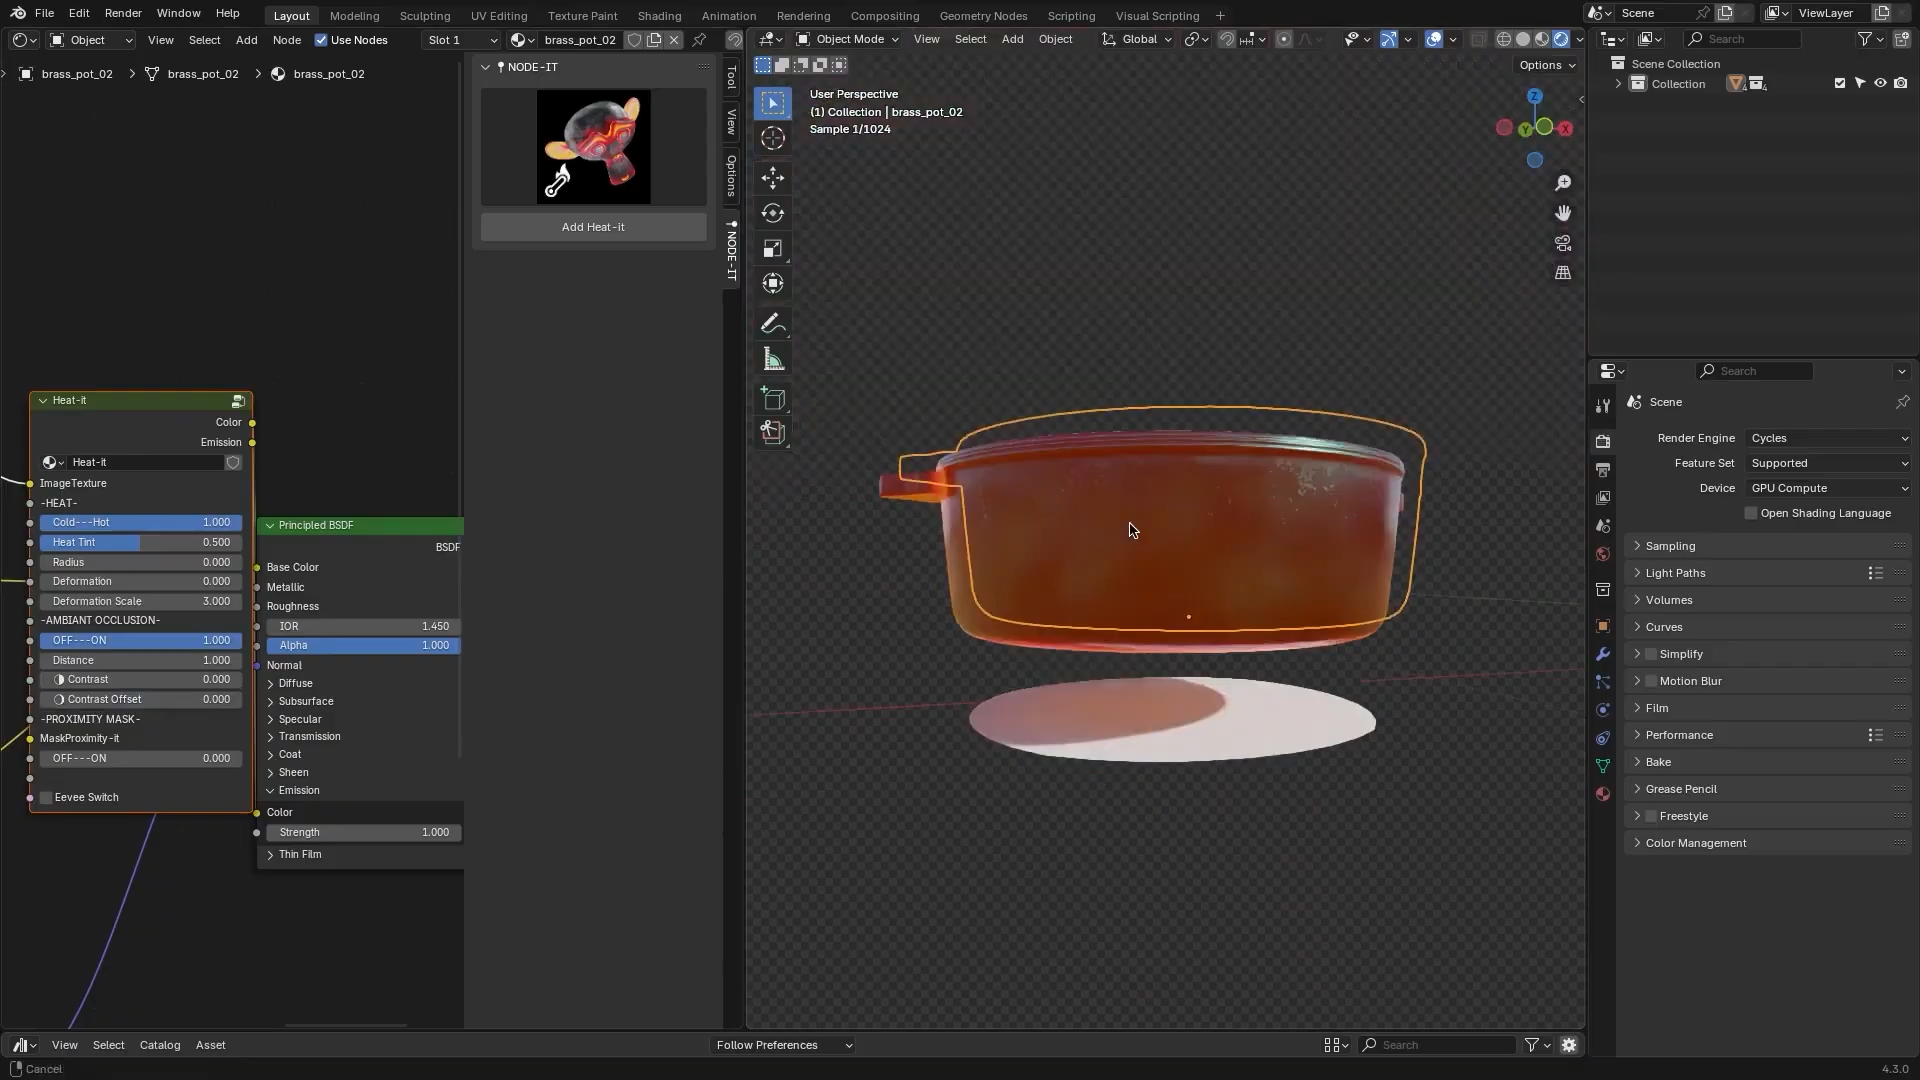 File Edit Render Window Help Layout Modeling Sculpting UV Editing Texture Paint Shading Animation Rendering Compositing Geometry Nodes Scripting Visual Scripting + Scene ViewLayer
Object View Select Add Node Use Nodes Slot 1 brass_pot_02
brass_pot_02 > brass_pot_02 > brass_pot_02
NODE-IT
Add Heat-it
Tool
View
Options
NODE-IT
Heat-it
Color
Emission
Heat-it
ImageTexture
-HEAT-
Cold---Hot 1.000
Heat Tint 0.500
Radius 0.000
Deformation 0.000
Deformation Scale 3.000
-AMBIANT OCCLUSION-
OFF---ON 1.000
Distance 1.000
Contrast 0.000
Contrast Offset 0.000
-PROXIMITY MASK-
MaskProximity-it
OFF---ON 0.000
Eevee Switch
Principled BSDF
BSDF
Base Color
Metallic
Roughness
IOR 1.450
Alpha 1.000
Normal
Diffuse
Subsurface
Specular
Transmission
Coat
Sheen
Emission
Color
Strength 1.000
Thin Film
Object Mode View Select Add Object Global
Options
User Perspective
(1) Collection | brass_pot_02
Sample 1/1024
Z
Y
X
Search
Scene Collection
Collection 4 4
Search
Scene
Render Engine Cycles
Feature Set Supported
Device GPU Compute
Open Shading Language
Sampling
Light Paths
Volumes
Curves
Simplify
Motion Blur
Film
Performance
Bake
Grease Pencil
Freestyle
Color Management
View Select Catalog Asset Follow Preferences Search
Cancel 4.3.0